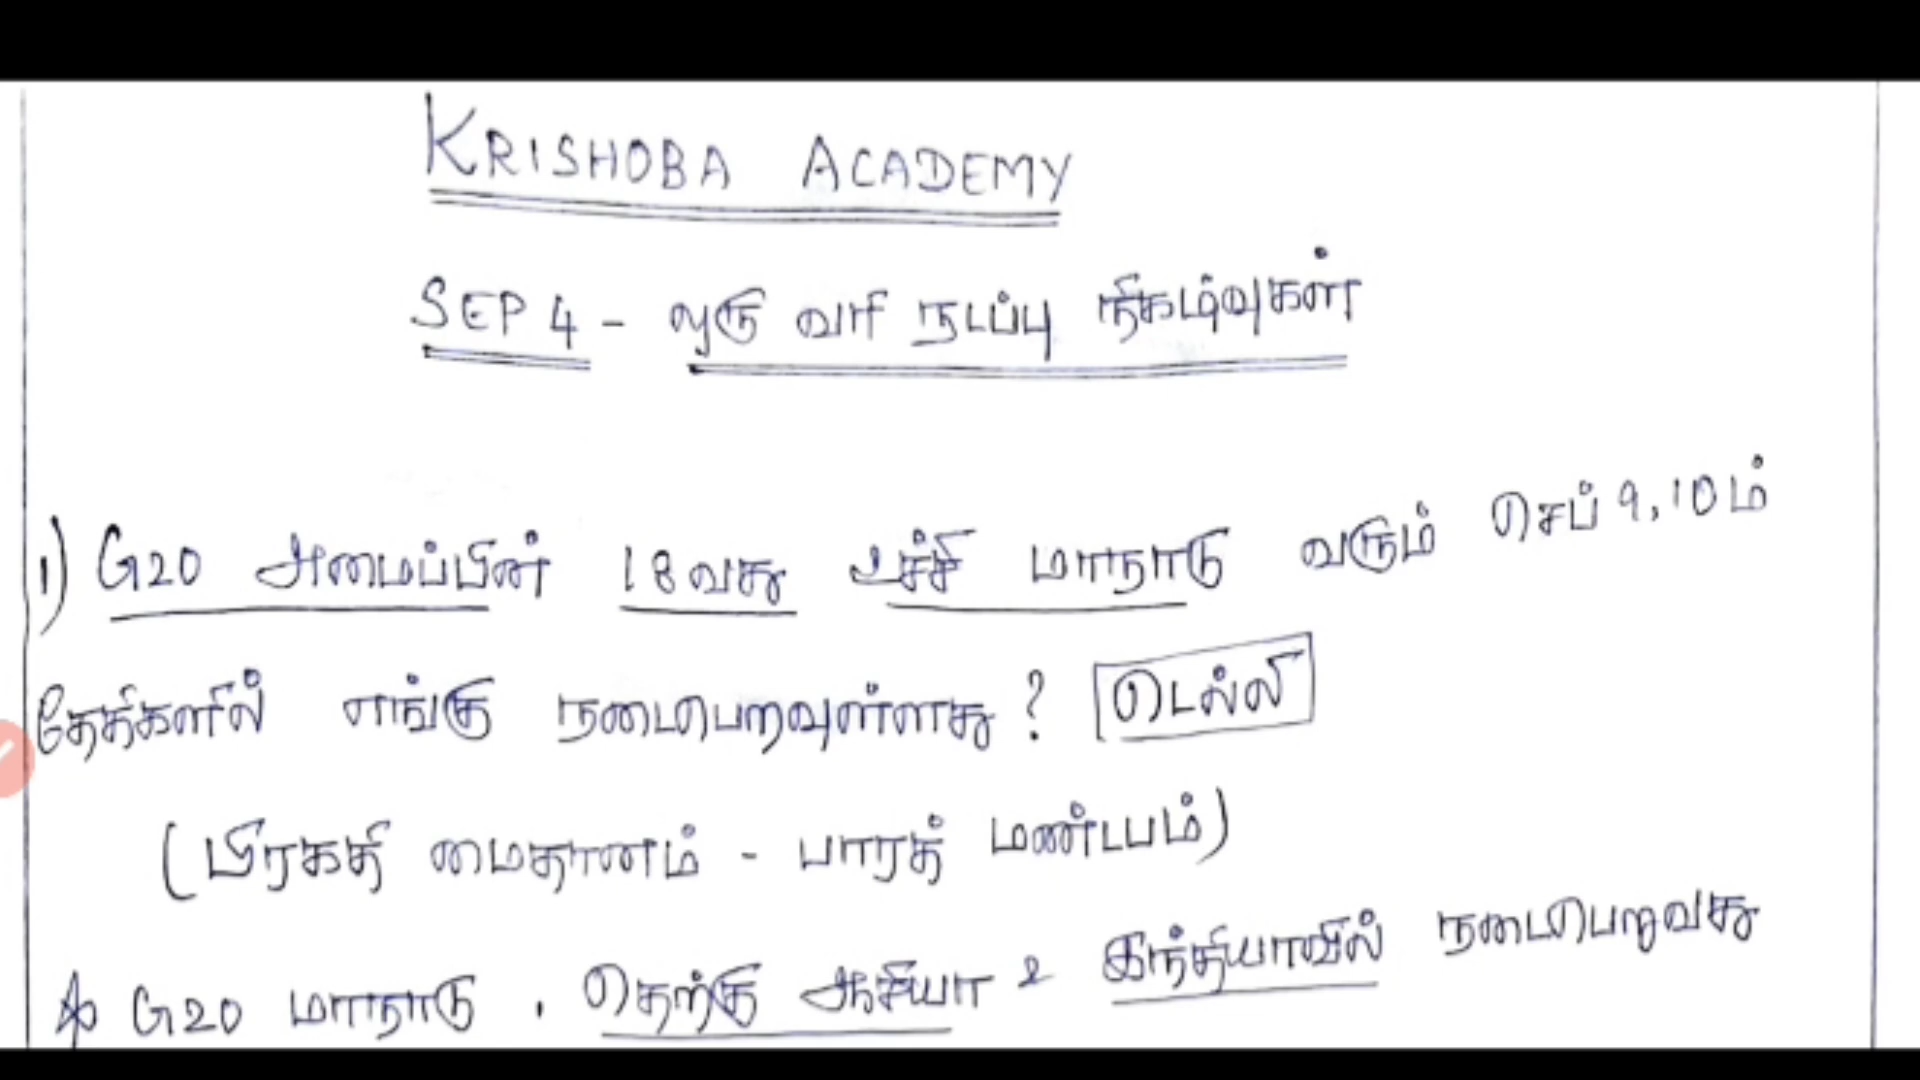 KRISHOBA ACADEMY
SEP 4 - ஒரு வரி நடப்பு நிகழ்வுகள்
1) G20 அமைப்பின் 18வது உச்சி மாநாடு வரும் செப் 9,10ம்
தேதிகளில் எங்கு நடைபெறவுள்ளது? டெல்லி
(பிரகதி மைதானம் - பாரத் மண்டபம்)
G20 மாநாடு, தெற்கு ஆசியா & இந்தியாவில் நடைபெறுவது